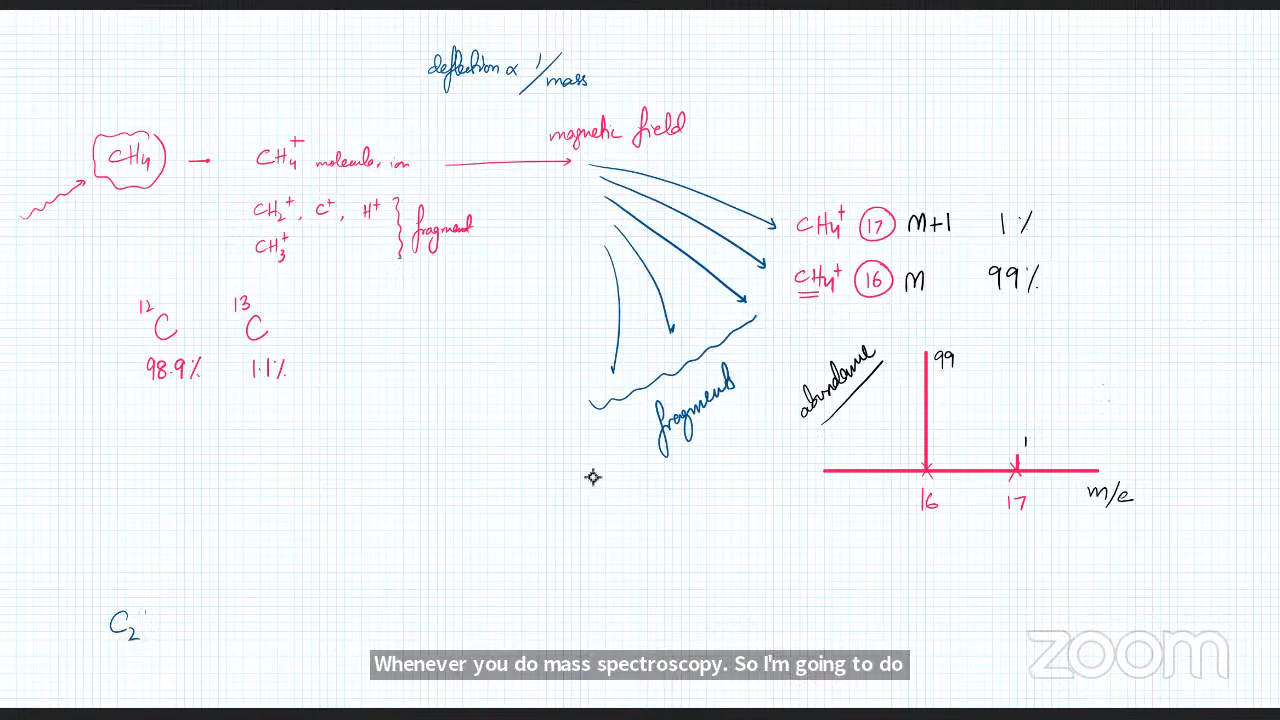 deflection ∝ 1/mass
magnetic field
CH4 → CH4+ molecular ion
CH2+, C+, H+
CH3+
} fragment
CH4+ 17 M+1 1%
CH4+ 16 M 99%
12C 13C
98.9% 1.1%
fragments
abundance
99
1
16 17 m/e
C2
Whenever you do mass spectroscopy. So I'm going to do
zoom